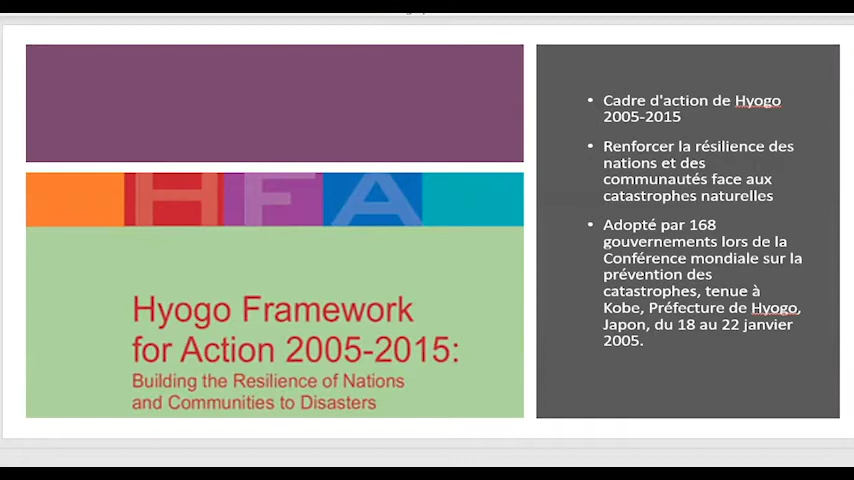 HFA
Hyogo Framework
for Action 2005-2015:
Building the Resilience of Nations
and Communities to Disasters
• Cadre d'action de Hyogo
2005-2015
• Renforcer la résilience des
nations et des
communautés face aux
catastrophes naturelles
• Adopté par 168
gouvernements lors de la
Conférence mondiale sur la
prévention des
catastrophes, tenue à
Kobe, Préfecture de Hyogo,
Japon, du 18 au 22 janvier
2005.